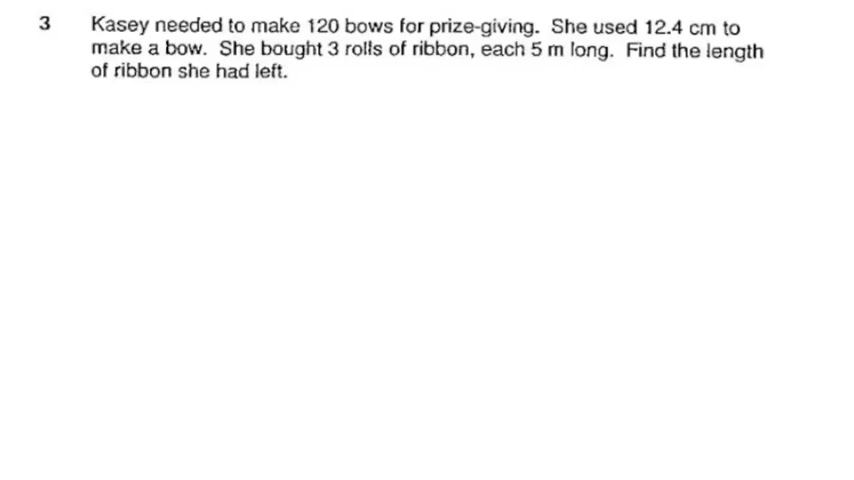 3 Kasey needed to make 120 bows for prize-giving. She used 12.4 cm to
make a bow. She bought 3 rolls of ribbon, each 5 m long. Find the length
of ribbon she had left.